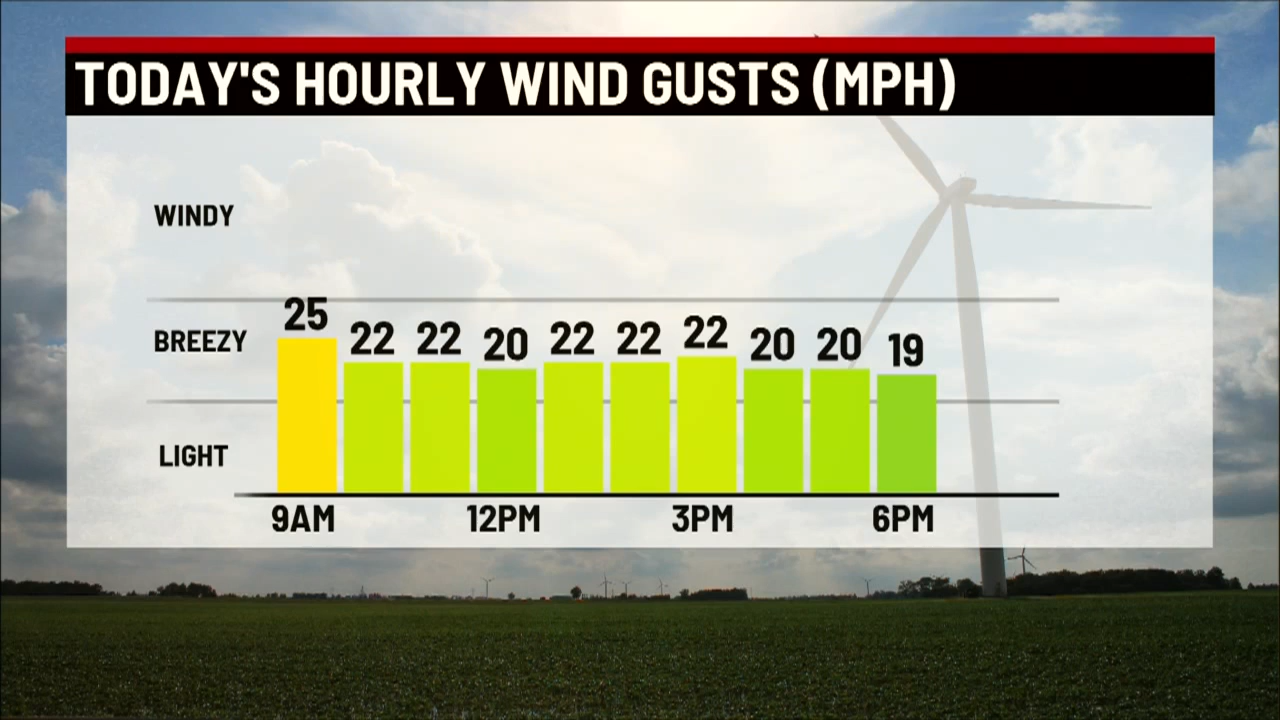 TODAY'S HOURLY WIND GUSTS (MPH)
WINDY
BREEZY
LIGHT
25 22 22 20 22 22 22 20 20 19
9AM 12PM 3PM 6PM